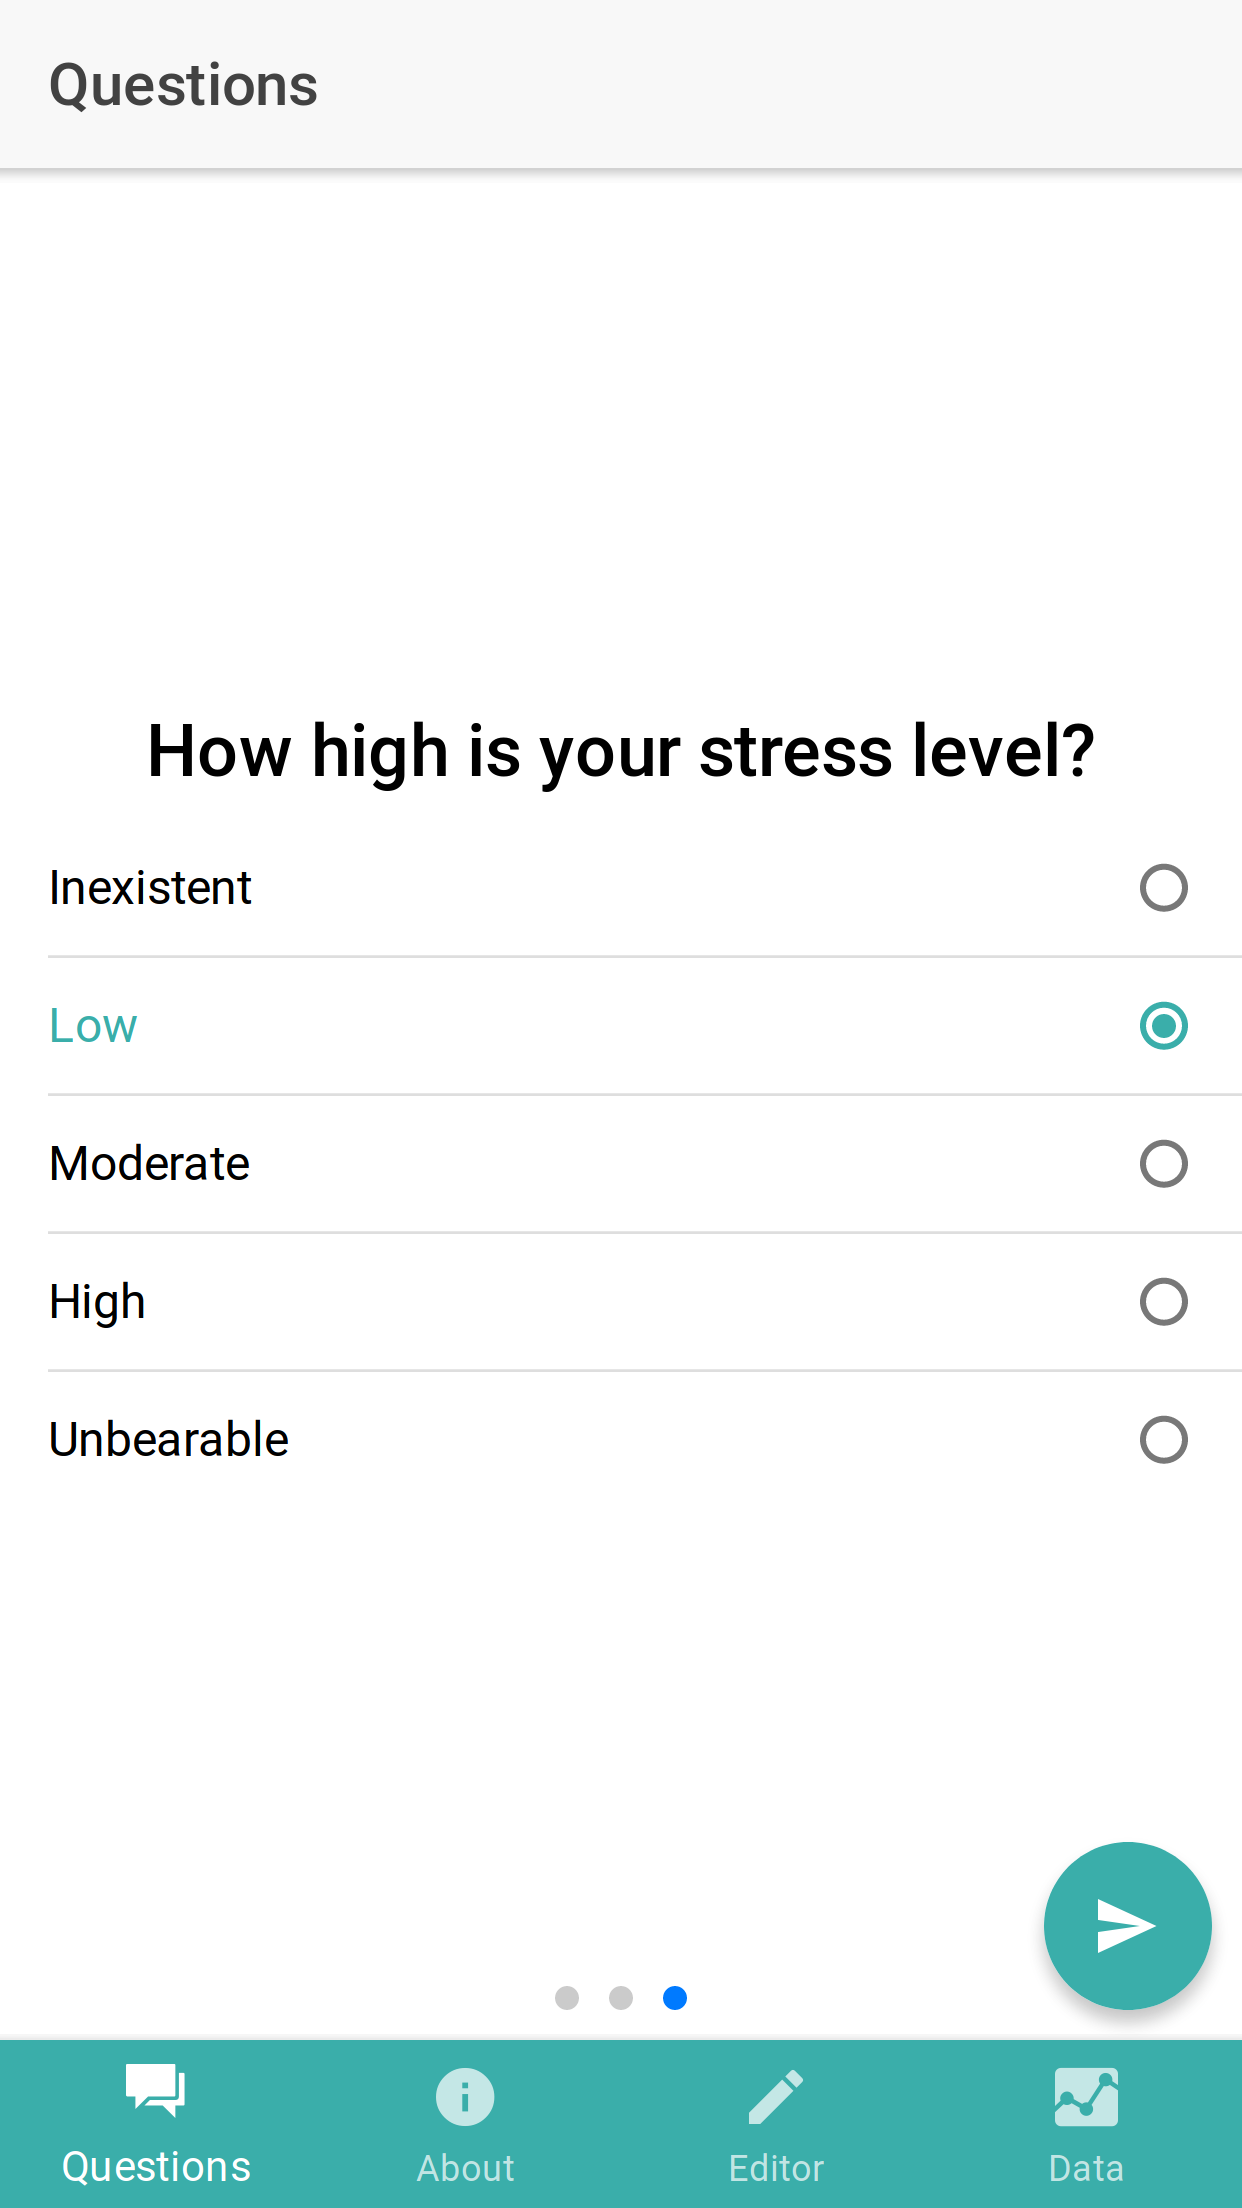 Questions
How high is your stress level?
Inexistent
Low
Moderate
High
Unbearable
Questions
About
Editor
Data